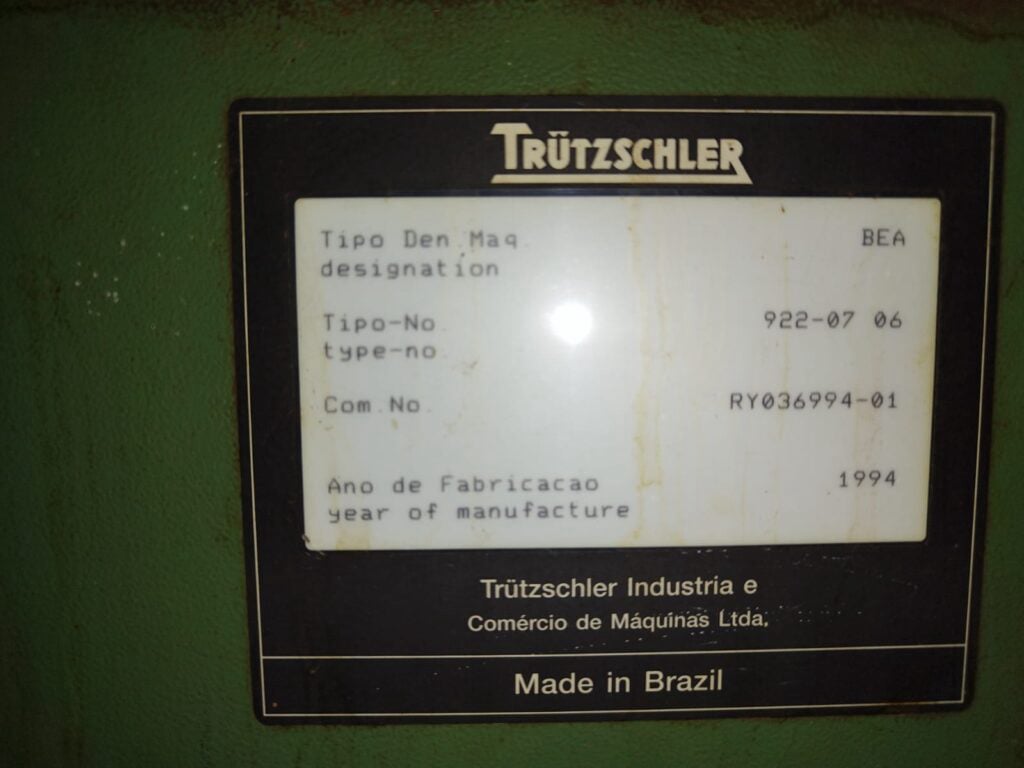 TRÜTZSCHLER
Tipo Den.Maq. BEA
designation
Tipo-No. 922-07 06
type-no.
Com.No. RY036994-01
Ano de Fabricacao 1994
year of manufacture
Trützschler Industria e
Comércio de Máquinas Ltda.
Made in Brazil